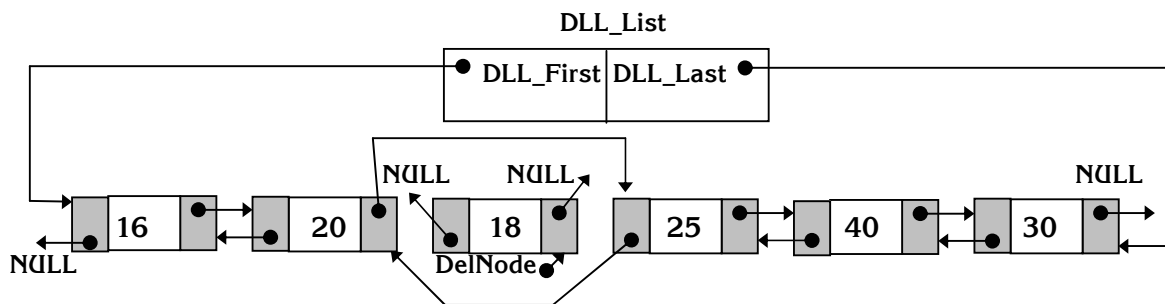 DLL_List
DLL_First DLL_Last
NULL NULL NULL
16 20 18 25 40 30
NULL DelNode